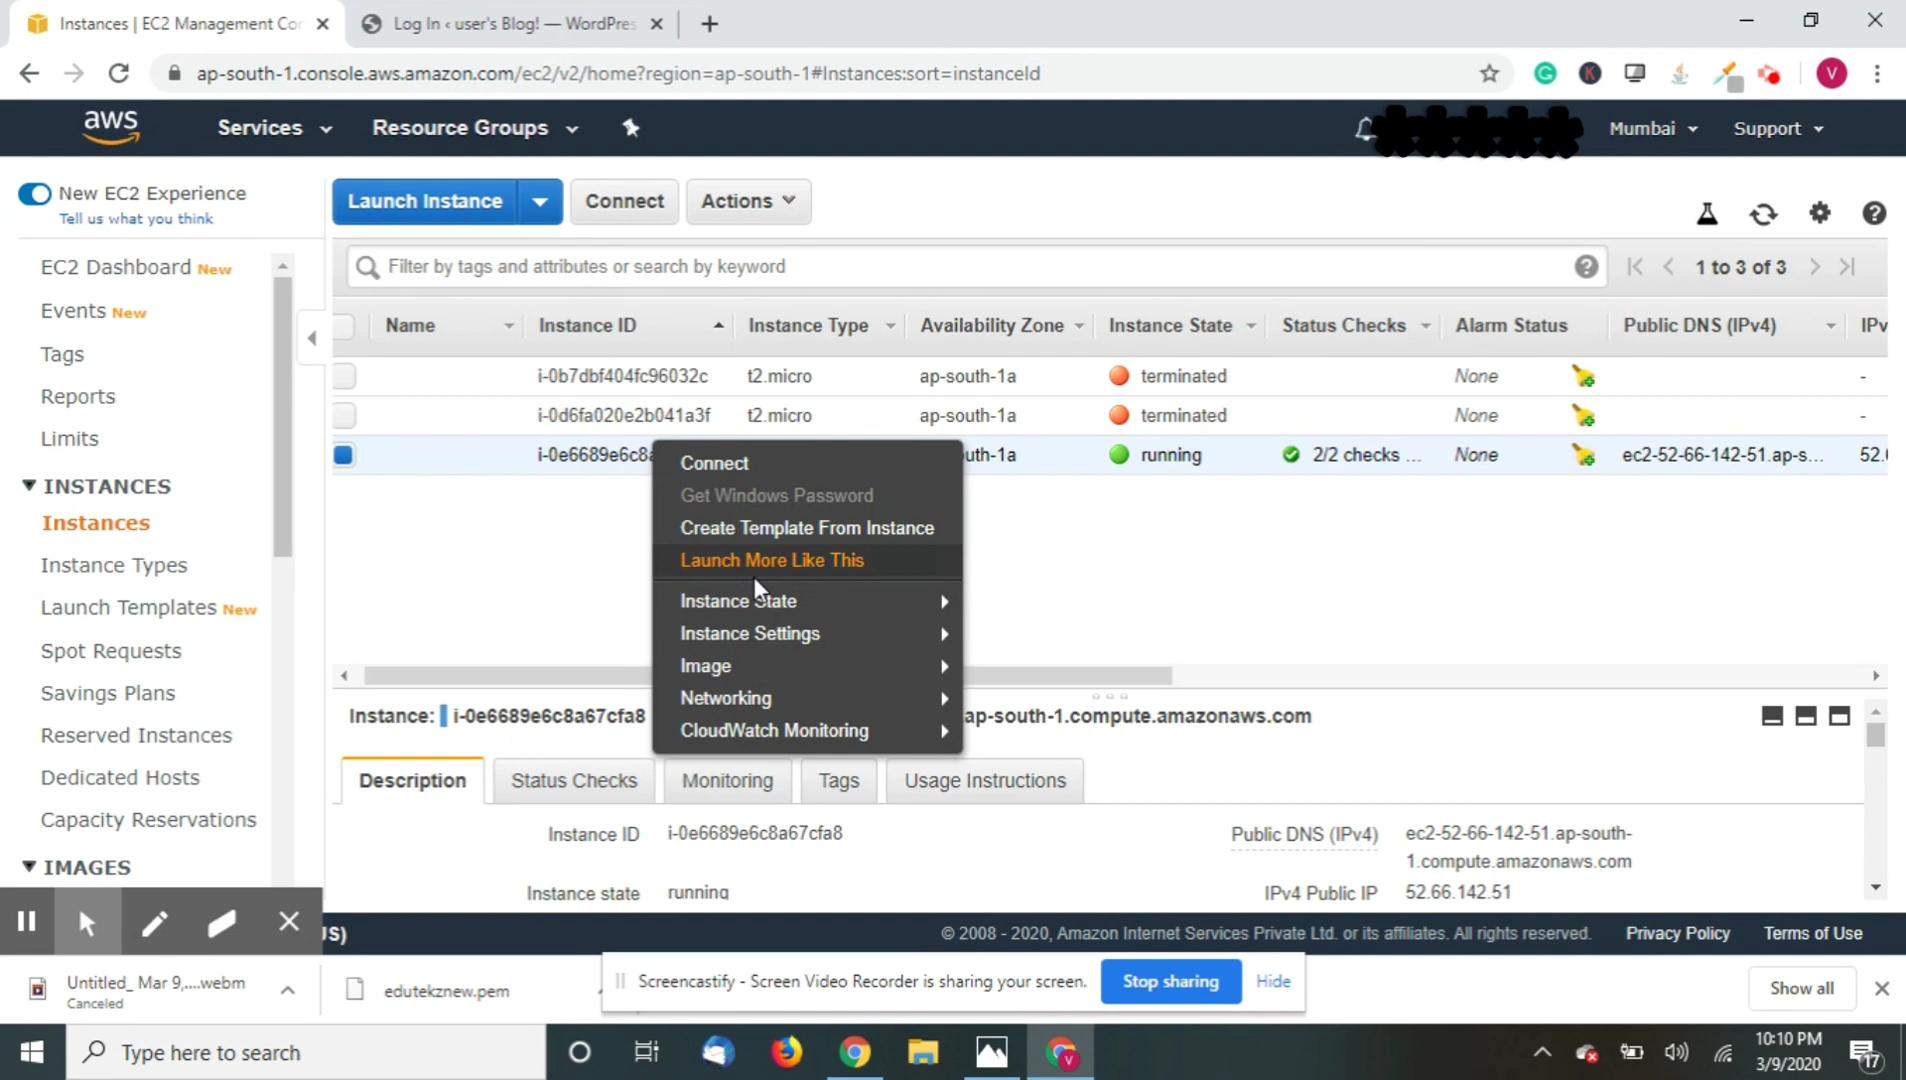 Instances | EC2 Management Con
Log In ‹ user's Blog! — WordPres
ap-south-1.console.aws.amazon.com/ec2/v2/home?region=ap-south-1#Instances:sort=instanceId
K
V
aws
Services
Resource Groups
Mumbai
Support
New EC2 Experience
Tell us what you think
Launch Instance
Connect
Actions
EC2 Dashboard New
Events New
Tags
Reports
Limits
INSTANCES
Instances
Instance Types
Launch Templates New
Spot Requests
Savings Plans
Reserved Instances
Dedicated Hosts
Capacity Reservations
IMAGES
Filter by tags and attributes or search by keyword
1 to 3 of 3
Name Instance ID Instance Type Availability Zone Instance State Status Checks Alarm Status Public DNS (IPv4) IPv
i-0b7dbf404fc96032c t2.micro ap-south-1a terminated None -
i-0d6fa020e2b041a3f t2.micro ap-south-1a terminated None -
i-0e6689e6c8a uth-1a running 2/2 checks ... None ec2-52-66-142-51.ap-s... 52.
Connect
Get Windows Password
Create Template From Instance
Launch More Like This
Instance State
Instance Settings
Image
Networking
CloudWatch Monitoring
Instance: i-0e6689e6c8a67cfa8 ap-south-1.compute.amazonaws.com
Description
Status Checks
Monitoring
Tags
Usage Instructions
Instance ID i-0e6689e6c8a67cfa8
Public DNS (IPv4) ec2-52-66-142-51.ap-south-
1.compute.amazonaws.com
Instance state running
IPv4 Public IP 52.66.142.51
US)
© 2008 - 2020, Amazon Internet Services Private Ltd. or its affiliates. All rights reserved.
Privacy Policy
Terms of Use
Untitled_ Mar 9,....webm
Canceled
edutekznew.pem
Screencastify - Screen Video Recorder is sharing your screen.
Stop sharing
Hide
Show all
Type here to search
V
10:10 PM
3/9/2020
17